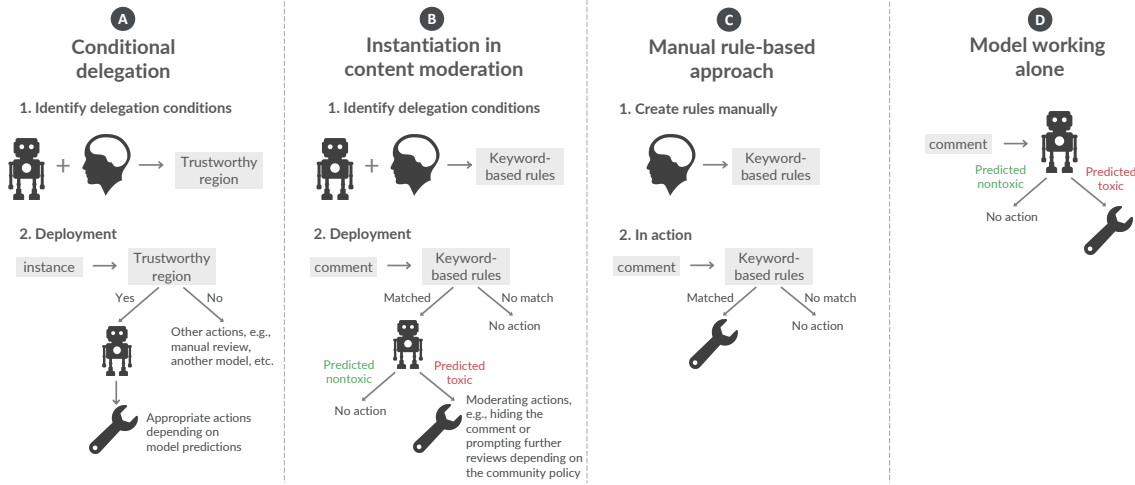 A
Conditional
delegation
1. Identify delegation conditions
+
Trustworthy
region
2. Deployment
instance
Trustworthy
region
Yes
No
Other actions, e.g.,
manual review,
another model, etc.
Appropriate actions
depending on
model predictions
B
Instantiation in
content moderation
1. Identify delegation conditions
+
Keyword-
based rules
2. Deployment
comment
Keyword-
based rules
Matched
No match
No action
Predicted
nontoxic
Predicted
toxic
No action
Moderating actions,
e.g., hiding the
comment or
prompting further
reviews depending on
the community policy
C
Manual rule-based
approach
1. Create rules manually
Keyword-
based rules
2. In action
comment
Keyword-
based rules
Matched
No match
No action
D
Model working
alone
comment
Predicted
nontoxic
Predicted
toxic
No action